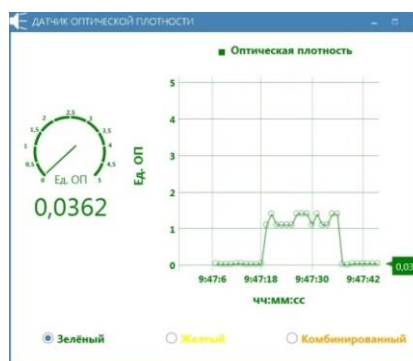 ДАТЧИК ОПТИЧЕСКОЙ ПЛОТНОСТИ
Оптическая плотность
0
0,5
1
1,5
2
2,5
3
3,5
4
4,5
5
Ед. ОП
0,0362
Ед. ОП
5
4
3
2
1
0
0,03
9:47:6 9:47:18 9:47:30 9:47:42
чч:мм:сс
Зелёный Желтый Комбинированный